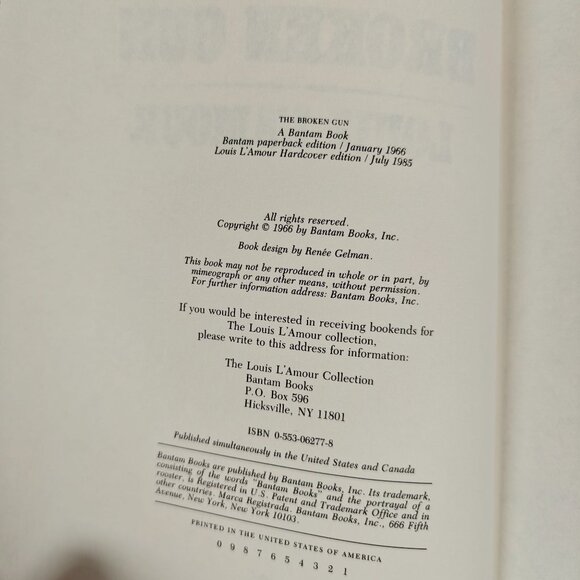 THE BROKEN GUN
A Bantam Book
Bantam paperback edition / January 1966
Louis L'Amour Hardcover edition / July 1985
All rights reserved.
Copyright © 1966 by Bantam Books, Inc.
Book design by Renée Gelman.
This book may not be reproduced in whole or in part, by
mimeograph or any other means, without permission.
For further information address: Bantam Books, Inc.
If you would be interested in receiving bookends for
The Louis L'Amour collection,
please write to this address for information:
The Louis L'Amour Collection
Bantam Books
P.O. Box 596
Hicksville, NY 11801
ISBN 0-553-06277-8
Published simultaneously in the United States and Canada
Bantam Books are published by Bantam Books, Inc. Its trademark,
consisting of the words "Bantam Books" and the portrayal of a
rooster, is Registered in U.S. Patent and Trademark Office and in
other countries. Marca Registrada. Bantam Books, Inc., 666 Fifth
Avenue, New York, New York 10103.
PRINTED IN THE UNITED STATES OF AMERICA
0 9 8 7 6 5 4 3 2 1